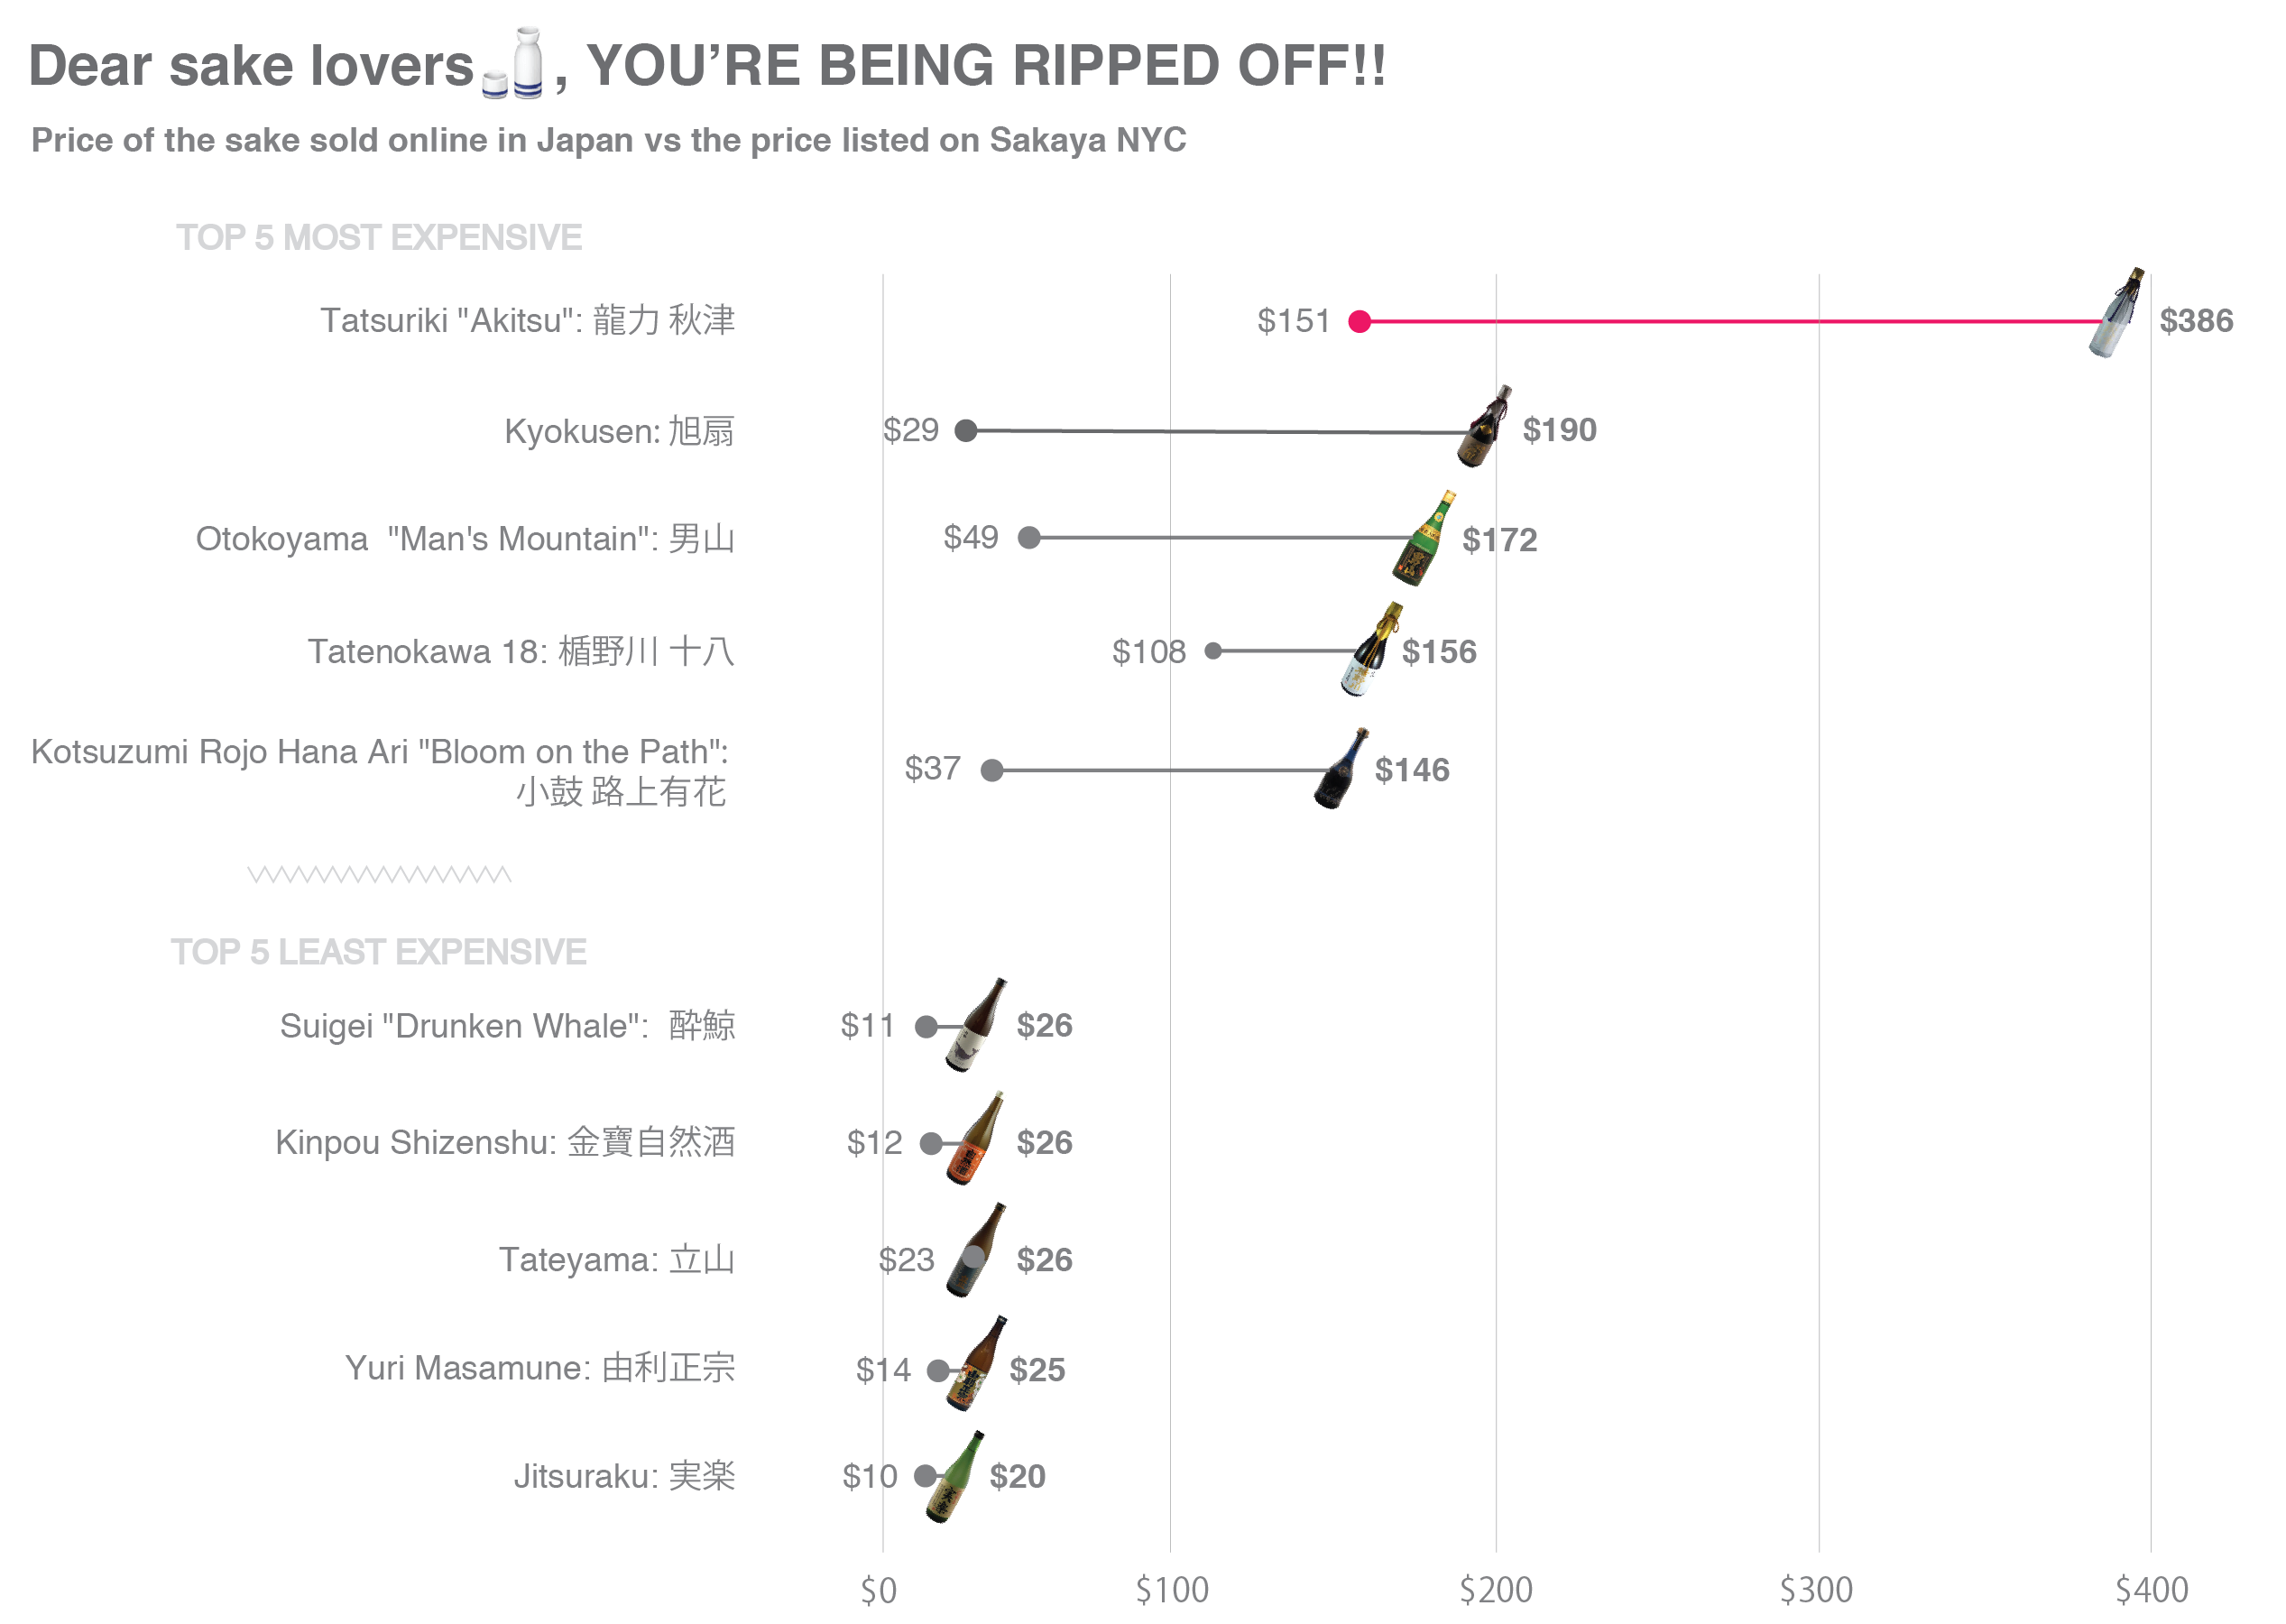 Dear sake lovers🍶, YOU'RE BEING RIPPED OFF!!
Price of the sake sold online in Japan vs the price listed on Sakaya NYC
TOP 5 MOST EXPENSIVE
Tatsuriki "Akitsu": 龍力 秋津 $151 $386
Kyokusen: 旭扇 $29 $190
Otokoyama "Man's Mountain": 男山 $49 $172
Tatenokawa 18: 楯野川 十八 $108 $156
Kotsuzumi Rojo Hana Ari "Bloom on the Path":
小鼓 路上有花 $37 $146
TOP 5 LEAST EXPENSIVE
Suigei "Drunken Whale": 酔鯨 $11 $26
Kinpou Shizenshu: 金寶自然酒 $12 $26
Tateyama: 立山 $23 $26
Yuri Masamune: 由利正宗 $14 $25
Jitsuraku: 実楽 $10 $20
$0 $100 $200 $300 $400